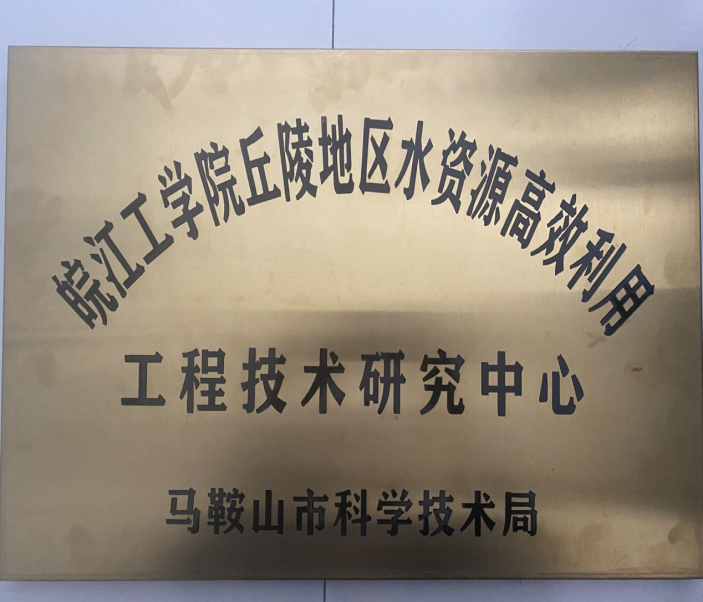 皖江工学院丘陵地区水资源高效利用
工程技术研究中心
马鞍山市科学技术局